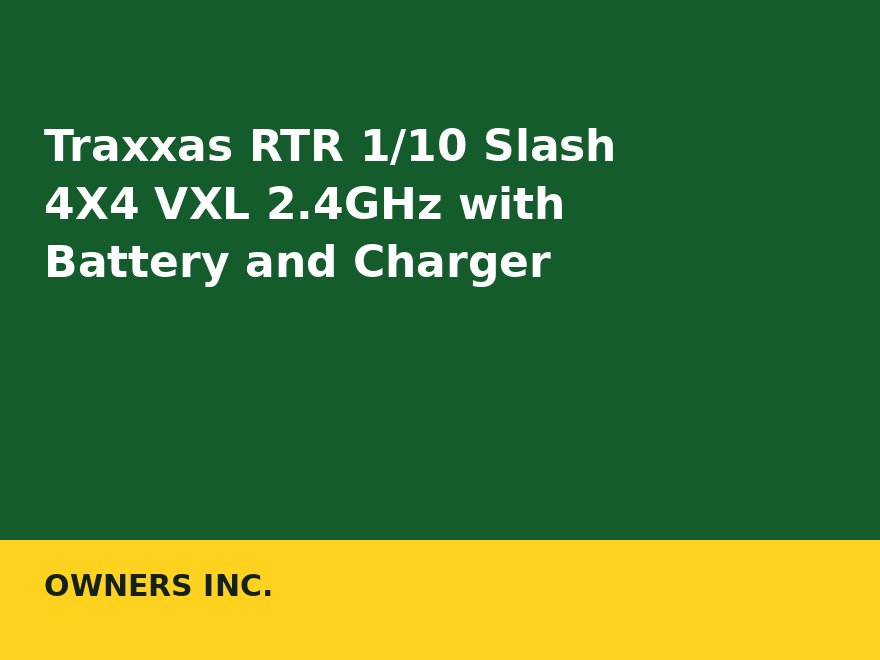 Traxxas RTR 1/10 Slash
4X4 VXL 2.4GHz with
Battery and Charger
OWNERS INC.